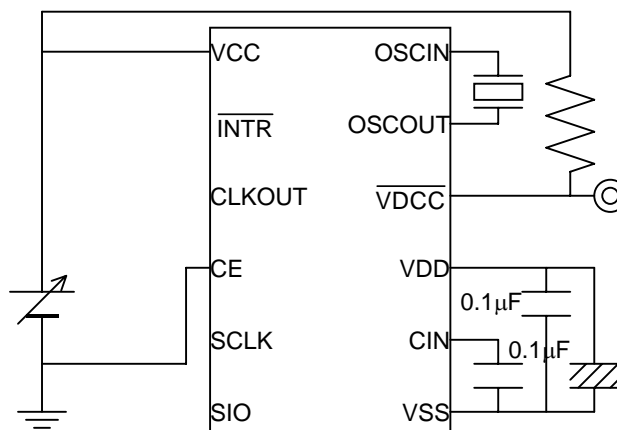 VCC OSCIN
INTR OSCOUT
CLKOUT VDCC
CE VDD
0.1μF
SCLK CIN 0.1μF
SIO VSS